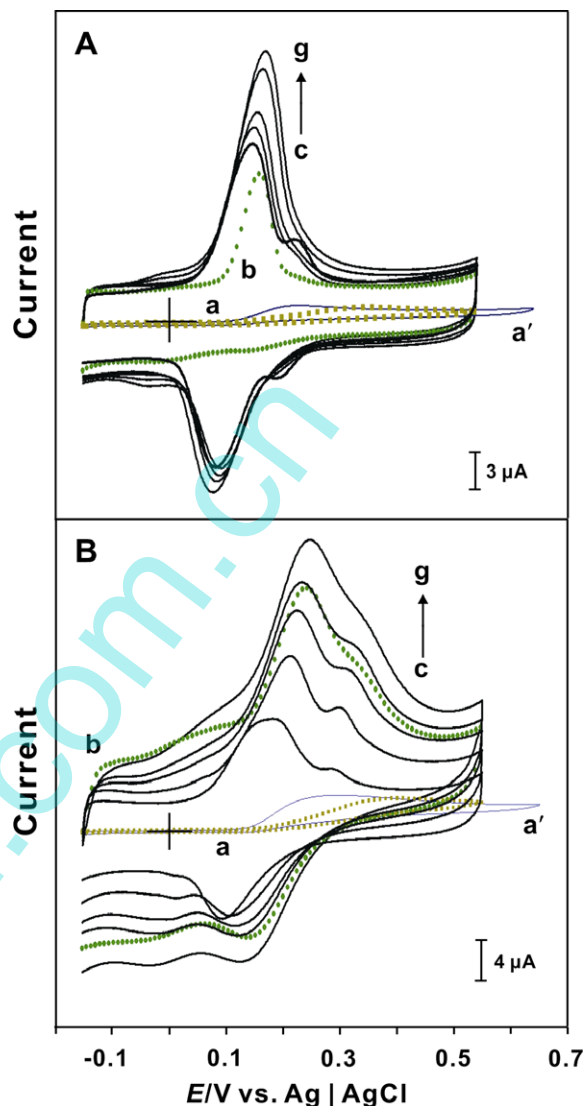 A
g
c
b
a
a′
Current
3 µA
B
g
c
b
a
a′
Current
4 µA
-0.1 0.1 0.3 0.5 0.7
E/V vs. Ag | AgCl
.com.cn